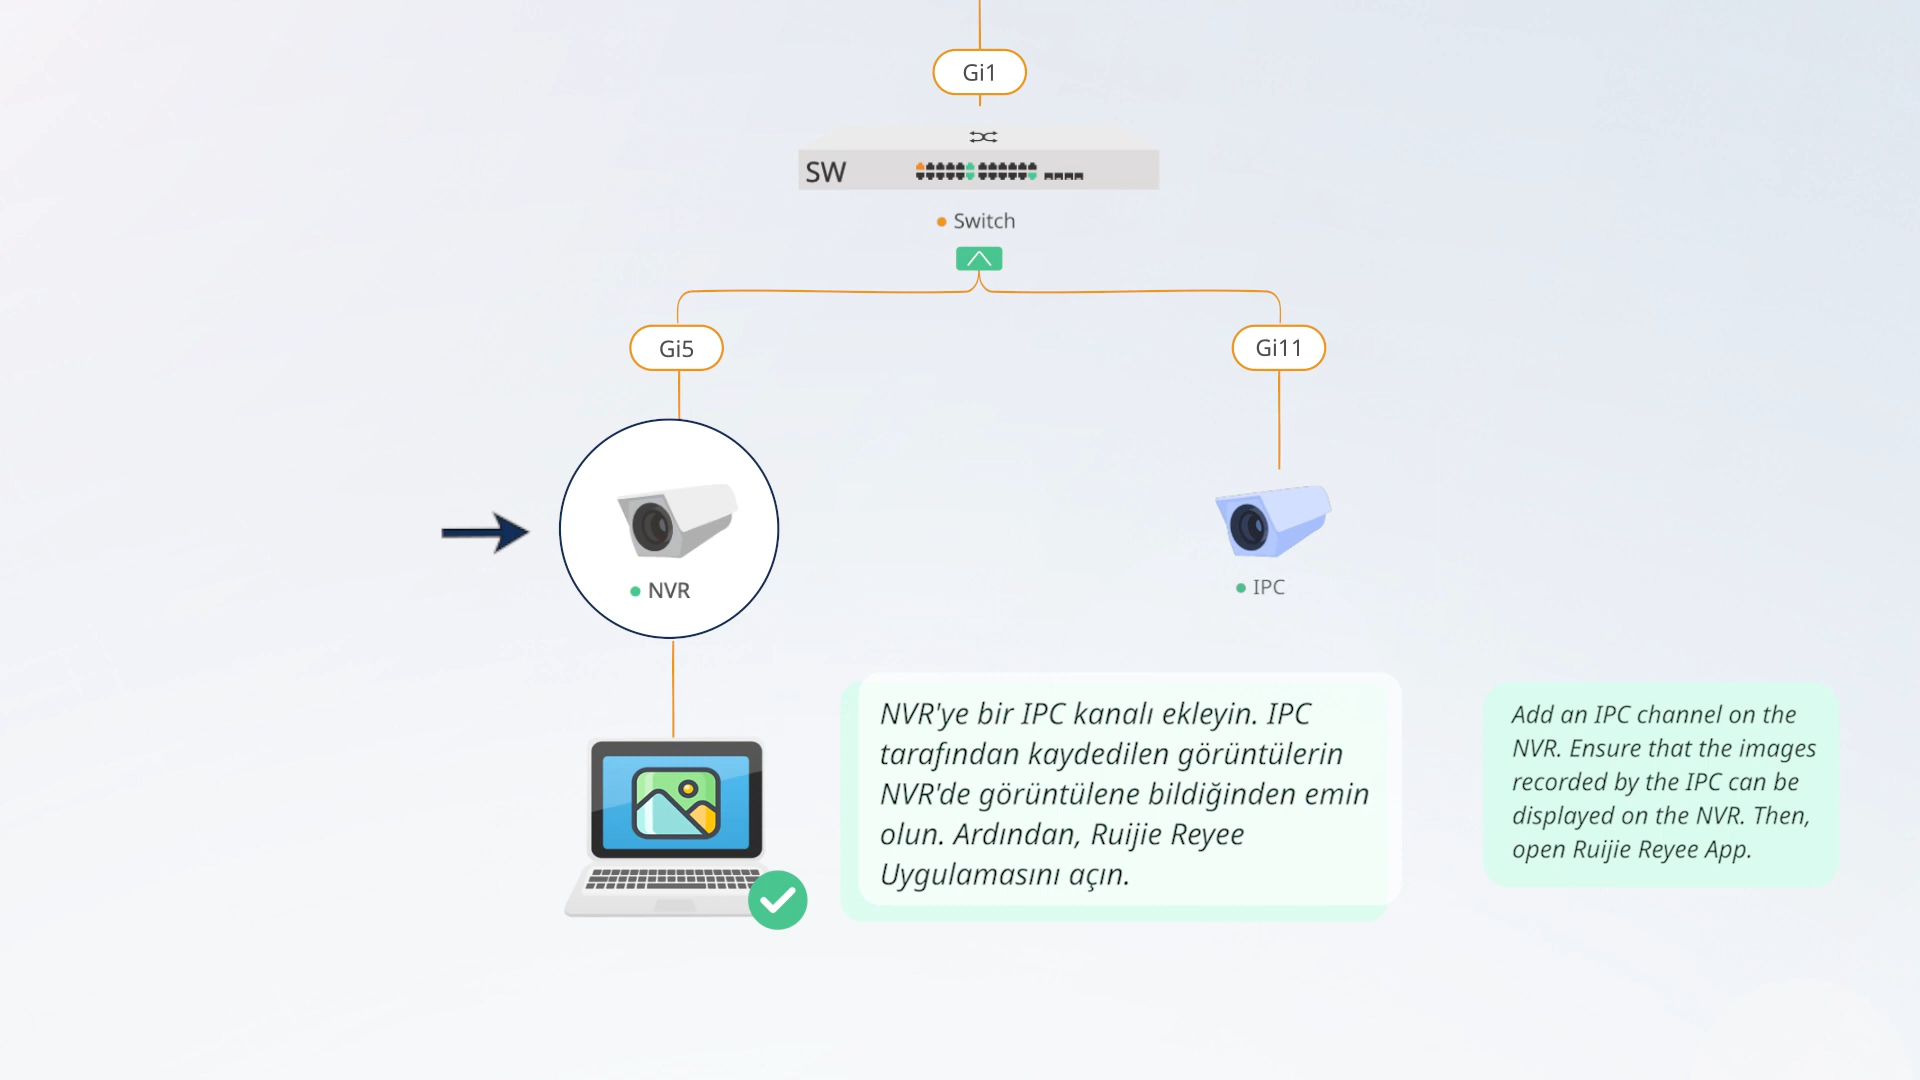 Gi1
SW
Switch
Gi5
Gi11
NVR
IPC
NVR'ye bir IPC kanalı ekleyin. IPC
tarafından kaydedilen görüntülerin
NVR'de görüntülene bildiğinden emin
olun. Ardından, Ruijie Reyee
Uygulamasını açın.
Add an IPC channel on the
NVR. Ensure that the images
recorded by the IPC can be
displayed on the NVR. Then,
open Ruijie Reyee App.